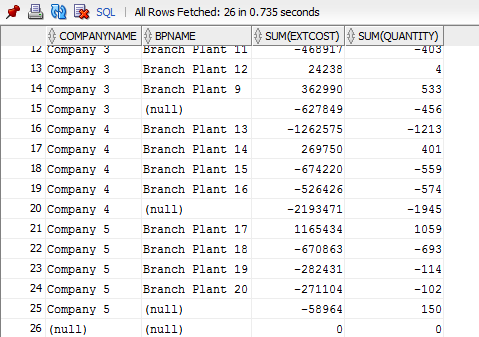 SQL | All Rows Fetched: 26 in 0.735 seconds
COMPANYNAME BPNAME SUM(EXTCOST) SUM(QUANTITY)
12 Company 3 Branch Plant 11 -468917 -403
13 Company 3 Branch Plant 12 24238 4
14 Company 3 Branch Plant 9 362990 533
15 Company 3 (null) -627849 -456
16 Company 4 Branch Plant 13 -1262575 -1213
17 Company 4 Branch Plant 14 269750 401
18 Company 4 Branch Plant 15 -674220 -559
19 Company 4 Branch Plant 16 -526426 -574
20 Company 4 (null) -2193471 -1945
21 Company 5 Branch Plant 17 1165434 1059
22 Company 5 Branch Plant 18 -670863 -693
23 Company 5 Branch Plant 19 -282431 -114
24 Company 5 Branch Plant 20 -271104 -102
25 Company 5 (null) -58964 150
26 (null) (null) 0 0